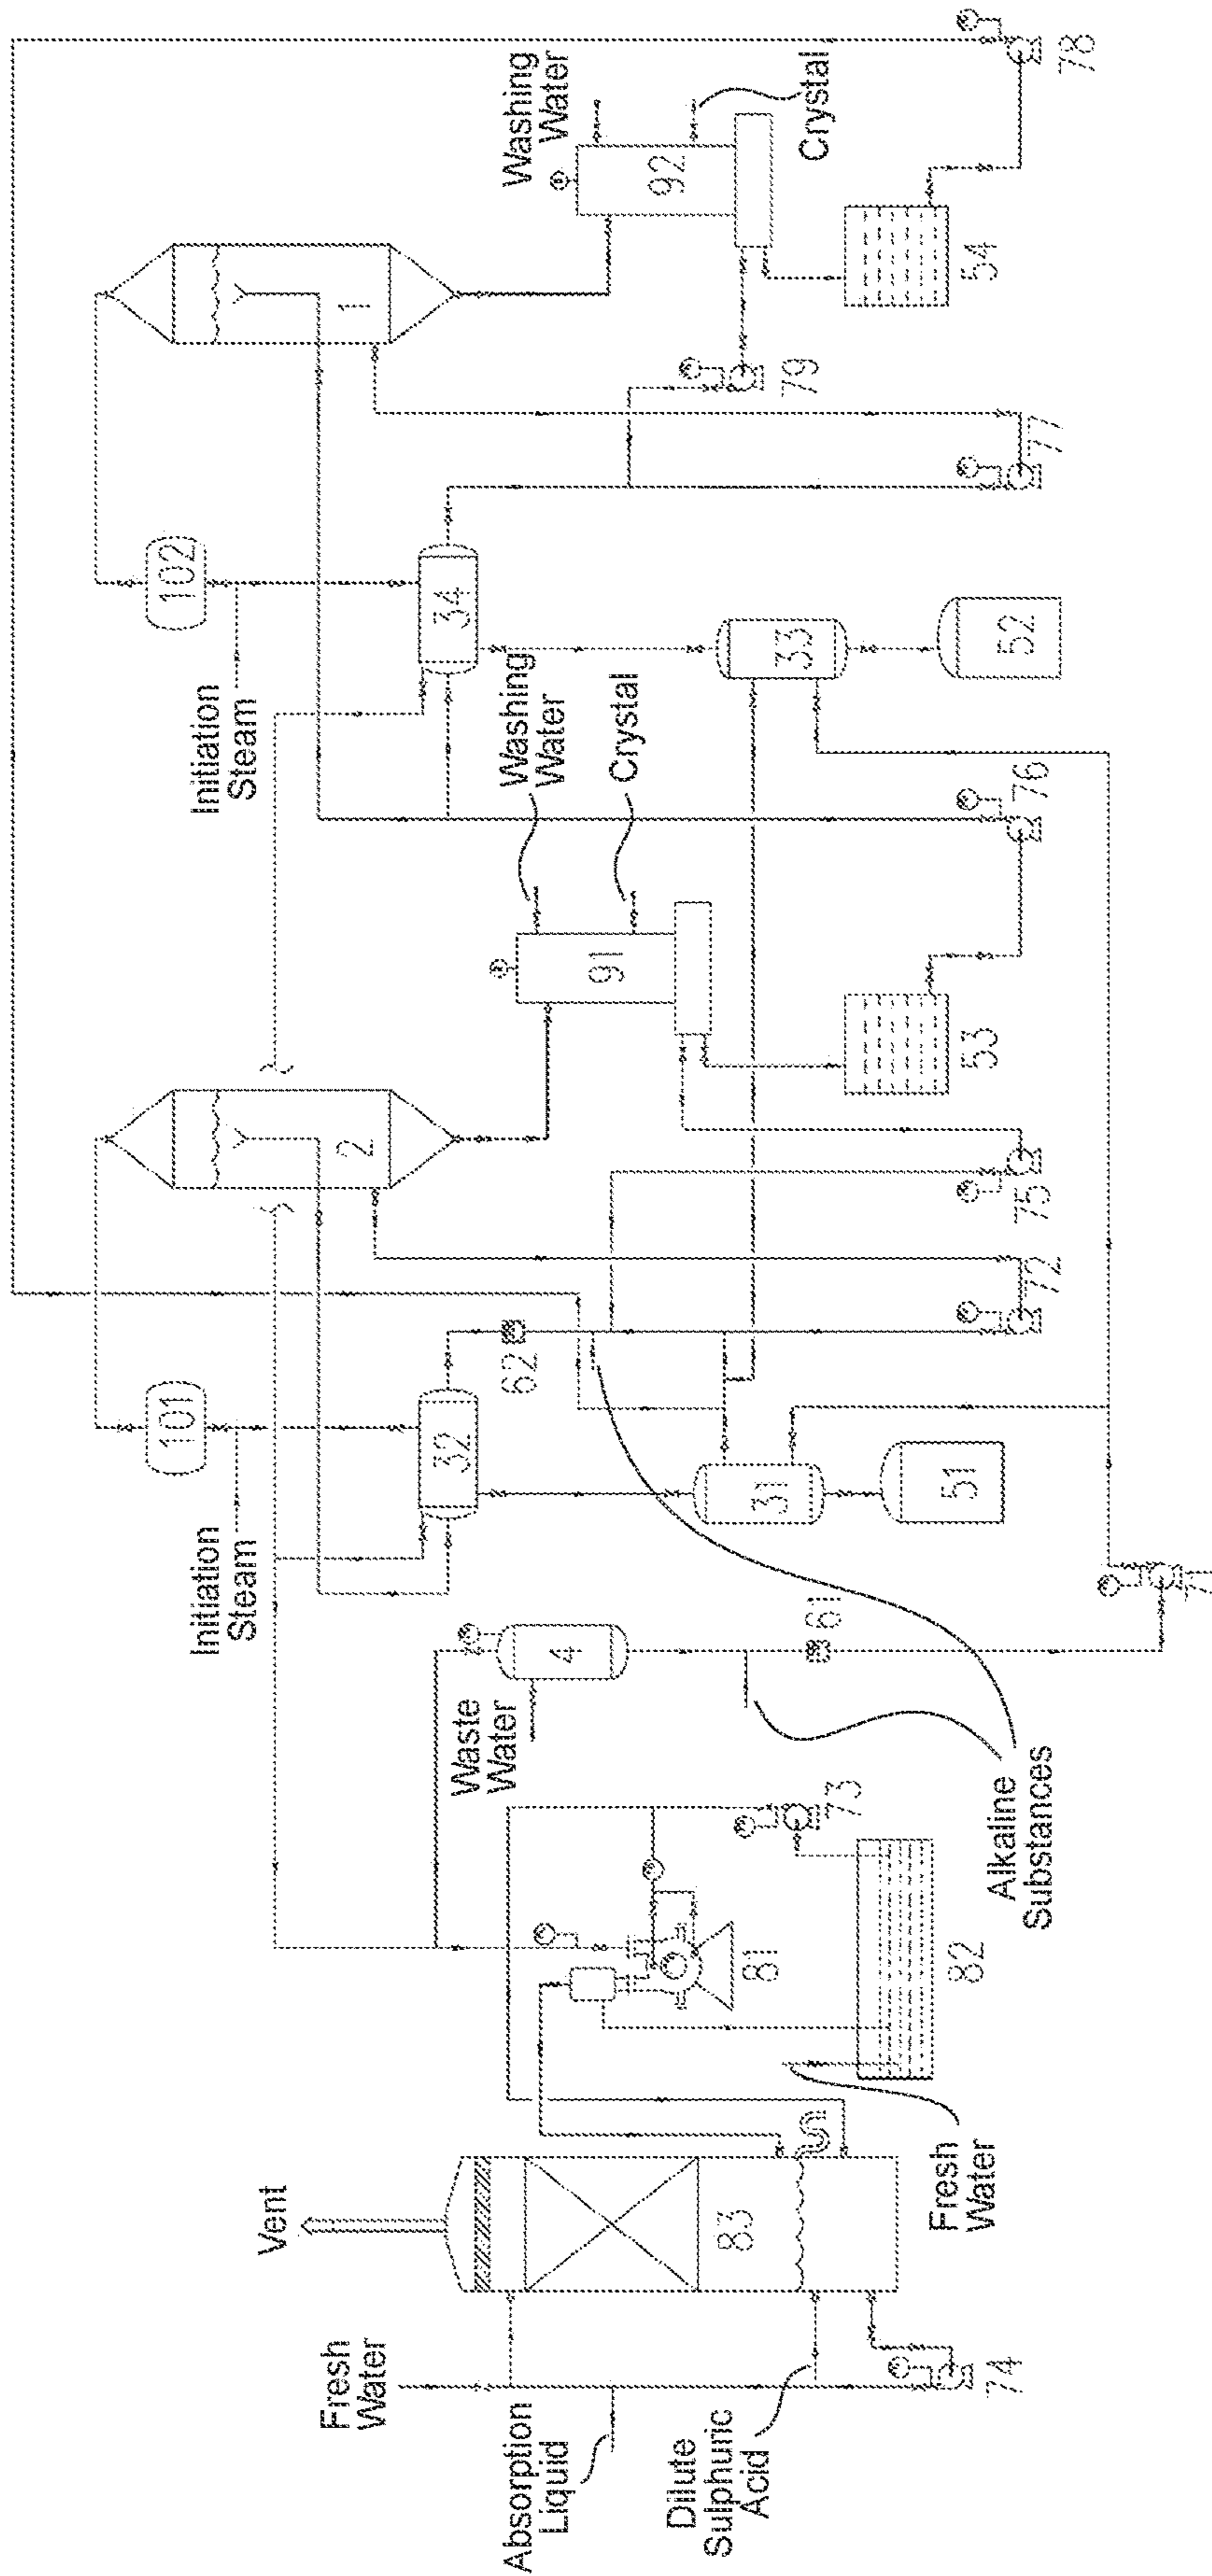 Vent
Initiation
Steam
Initiation
Steam
101
102
Fresh
Water
2
1
Absorption
Liquid
Waste
Water
32
62
Washing
Water
34
Washing
Water
4
91
Crystal
92
Dilute
Sulphuric
Acid
83
81
61
31
33
Crystal
79
73
Fresh
Water
82
51
53
52
54
74
Alkaline
Substances
72
75
76
77
78
71